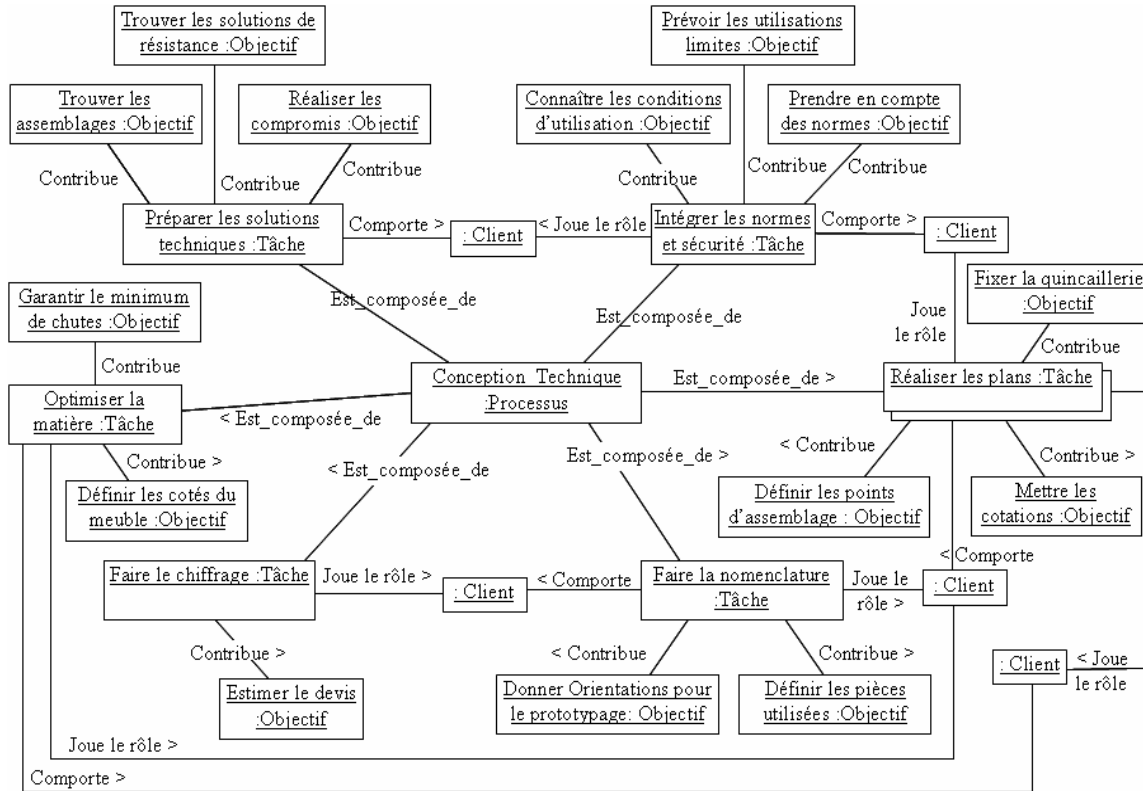 Trouver les solutions de
résistance :Objectif
Prévoir les utilisations
limites :Objectif
Trouver les
assemblages :Objectif
Réaliser les
compromis :Objectif
Connaître les conditions
d'utilisation :Objectif
Prendre en compte
des normes :Objectif
Contribue
Contribue
Contribue
Contribue
Contribue
Contribue
Préparer les solutions
techniques :Tâche
Comporte >
: Client
< Joue le rôle
Intégrer les normes
et sécurité :Tâche
Comporte >
: Client
Fixer la quincaillerie
:Objectif
Garantir le minimum
de chutes :Objectif
Est_composée_de
Est_composée_de
Joue
le rôle
Contribue
Contribue
Conception_Technique
:Processus
Est_composée_de >
Réaliser les plans :Tâche
Optimiser la
matière :Tâche
< Est_composée_de
< Contribue
Contribue >
Contribue >
< Est_composée_de
Est_composée_de >
Définir les cotés du
meuble :Objectif
Définir les points
d'assemblage : Objectif
Mettre les
cotations :Objectif
< Comporte
Faire le chiffrage :Tâche
Joue le rôle >
: Client
< Comporte
Faire la nomenclature
:Tâche
Joue le
rôle >
: Client
Contribue >
< Contribue
Contribue >
: Client
< Joue
le rôle
Estimer le devis
:Objectif
Donner Orientations pour
le prototypage: Objectif
Définir les pièces
utilisées :Objectif
Joue le rôle >
Comporte >